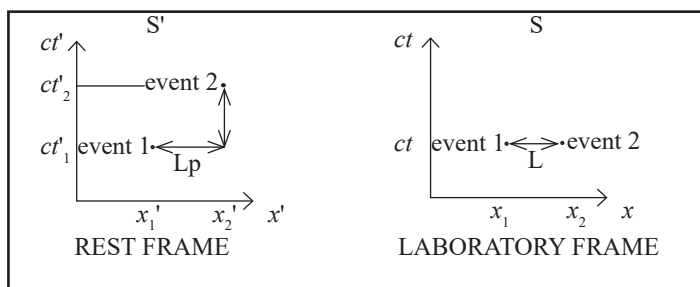 S'
ct'
ct'₂
event 2
ct'₁
event 1
Lp
x₁'
x₂'
x'
REST FRAME
S
ct
ct
event 1
event 2
L
x₁
x₂
x
LABORATORY FRAME